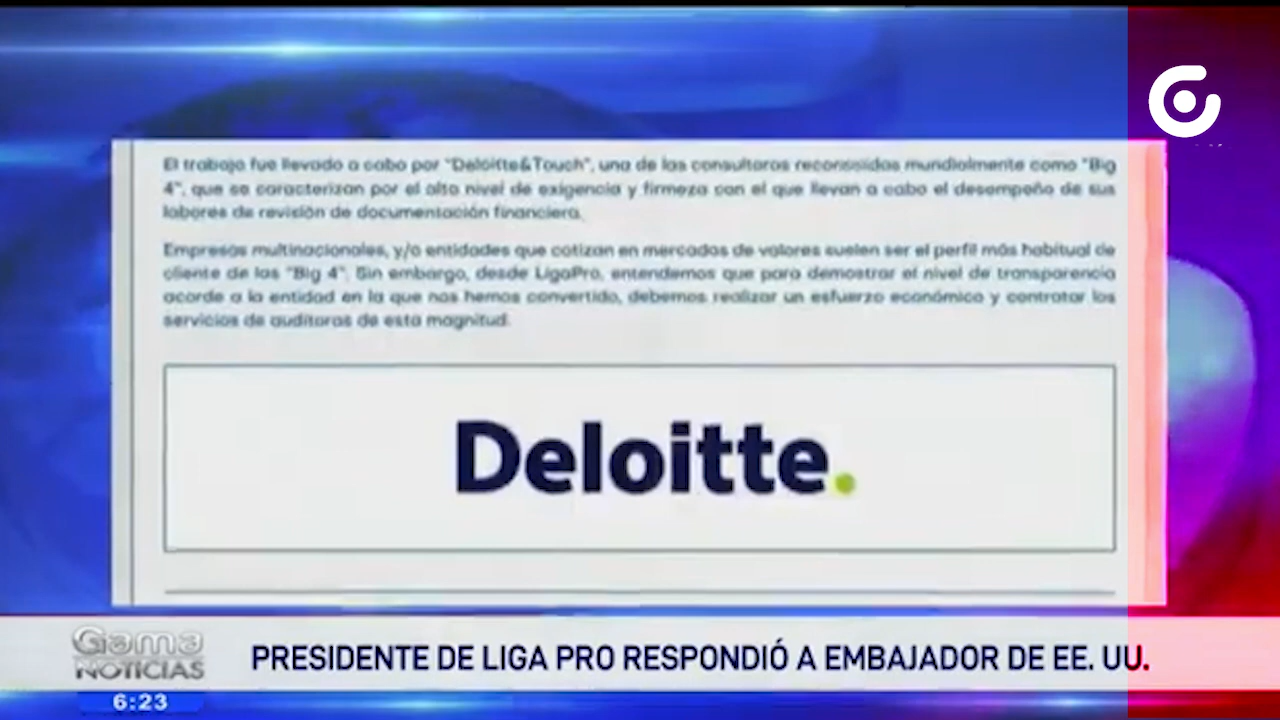 El trabajo fue llevado a cabo por "Deloitte&Touch", una de las consultoras reconosidas mundialmente como "Big
4", que se caracterizan por el alto nivel de exigencia y firmeza con el que llevan a cabo el desempeño de sus
labores de revisión de documentación financiera.
Empresas multinacionales, y/o entidades que cotizan en mercados de valores suelen ser el perfil más habitual de
cliente de las "Big 4". Sin embargo, desde LigaPro, entendemos que para demostrar el nivel de transparencia
acorde a la entidad en la que nos hemos convertido, debemos realizar un esfuerzo económico y contratar los
servicios de auditoras de esta magnitud.
Deloitte.
Gama
NOTICIAS
PRESIDENTE DE LIGA PRO RESPONDIÓ A EMBAJADOR DE EE. UU.
6:23